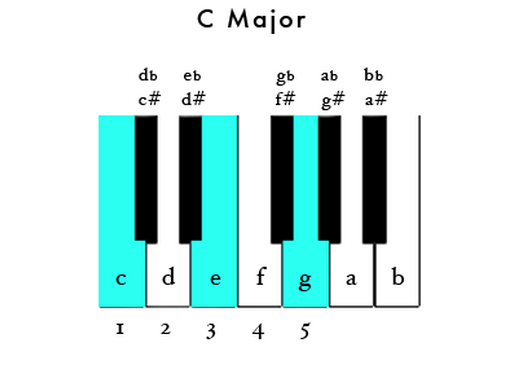 C Major
db eb gb ab bb
c# d# f# g# a#
c d e f g a b
1 2 3 4 5